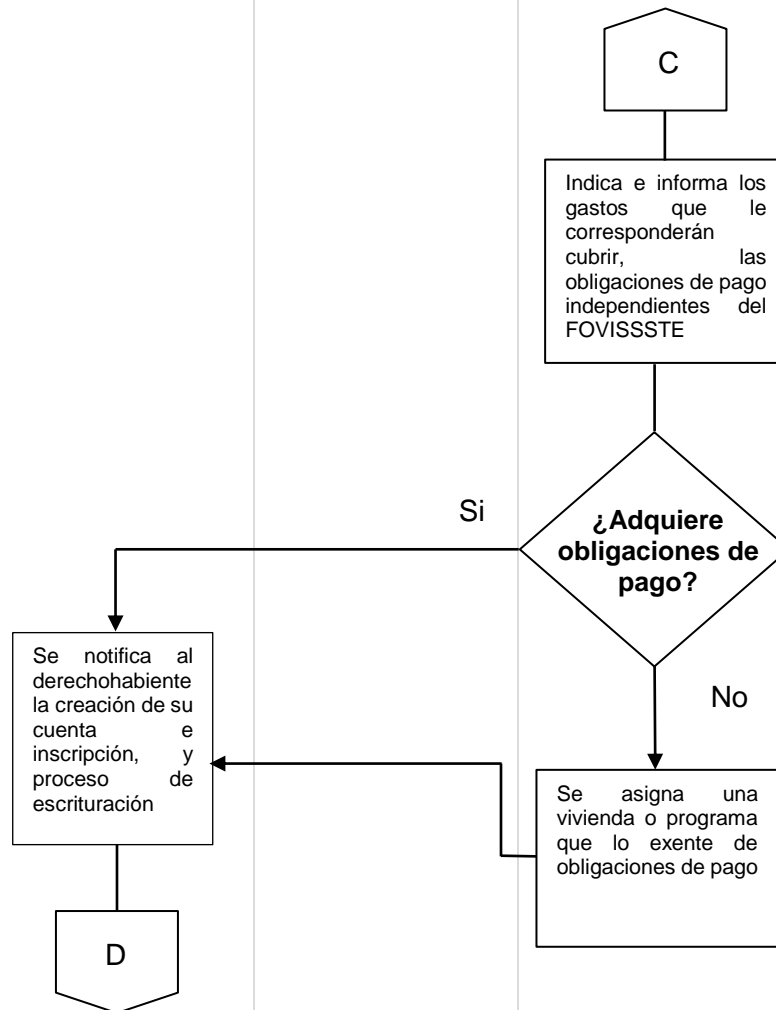 C
Indica e informa los
gastos que le
corresponderán
cubrir, las
obligaciones de pago
independientes del
FOVISSSTE
Si
¿Adquiere
obligaciones de
pago?
No
Se notifica al
derechohabiente
la creación de su
cuenta e
inscripción, y
proceso de
escrituración
Se asigna una
vivienda o programa
que lo exente de
obligaciones de pago
D